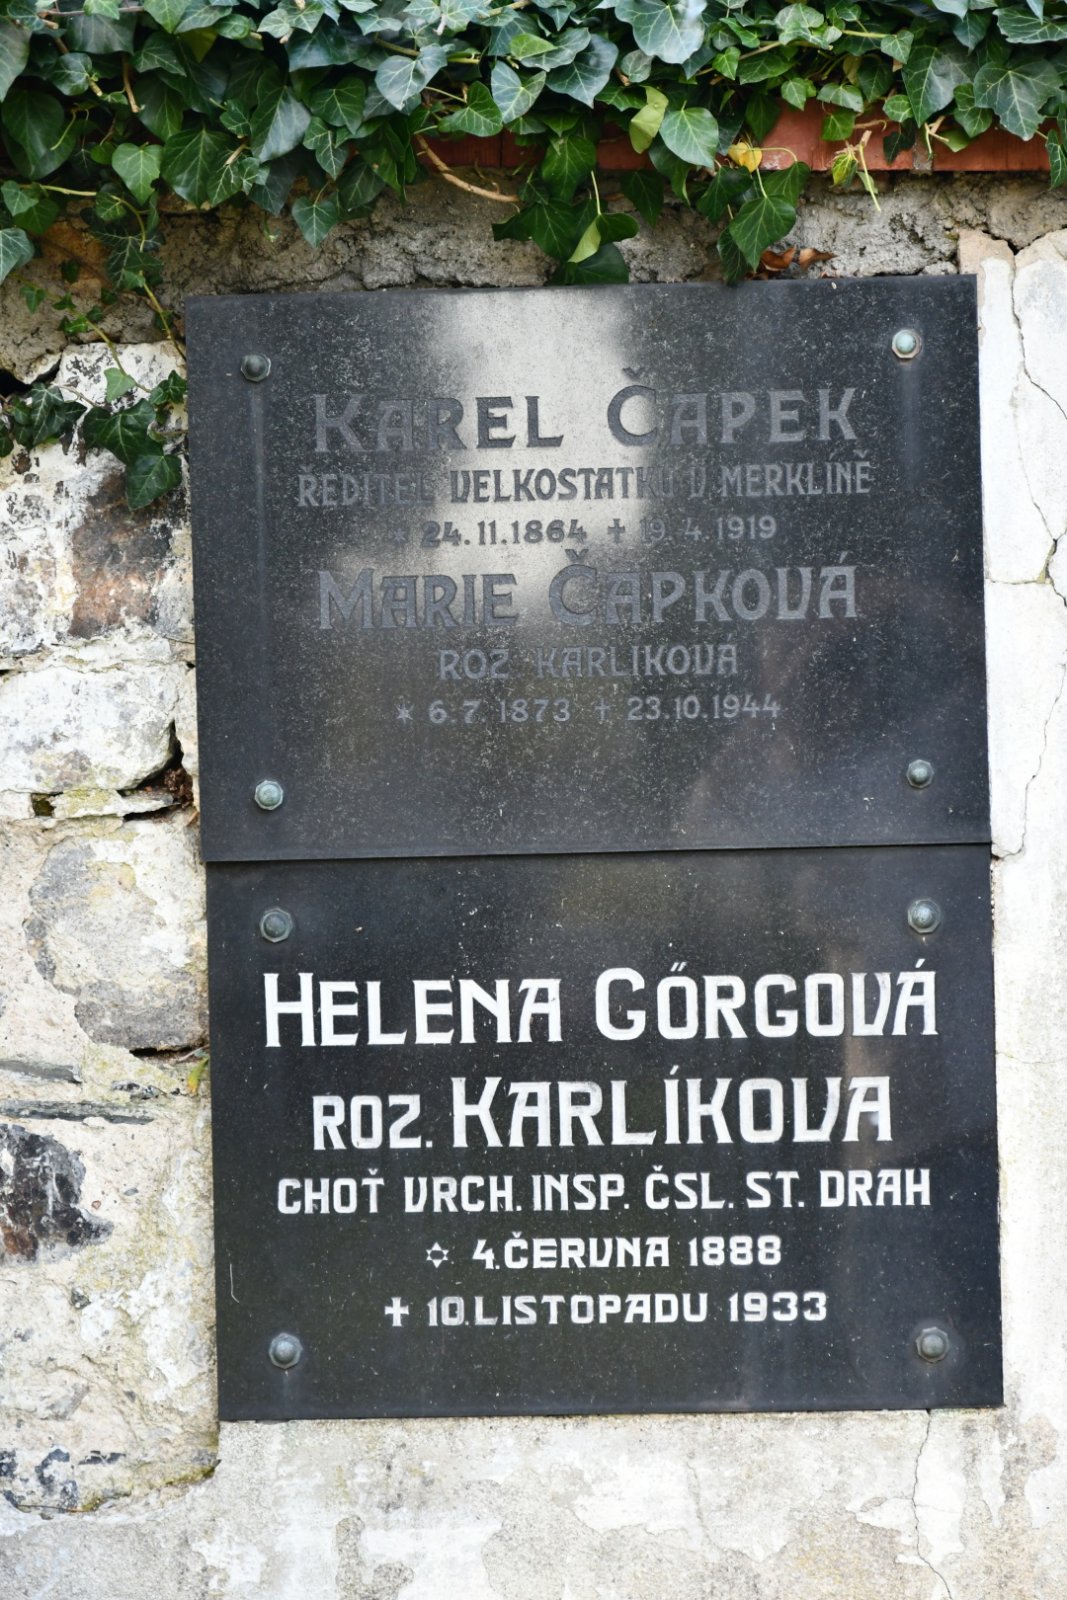 KAREL ČAPEK
ŘEDITEL VELKOSTATKU V MERKLÍNĚ
* 24.11.1864 ✝ 19.4.1919
MARIE ČAPKOVÁ
ROZ. KARLÍKOVÁ
* 6.7.1873 ✝ 23.10.1944
HELENA GŐRGOVÁ
ROZ. KARLÍKOVA
CHOŤ VRCH. INSP. ČSL. ST. DRAH
✡ 4. ČERVNA 1888
✝ 10. LISTOPADU 1933